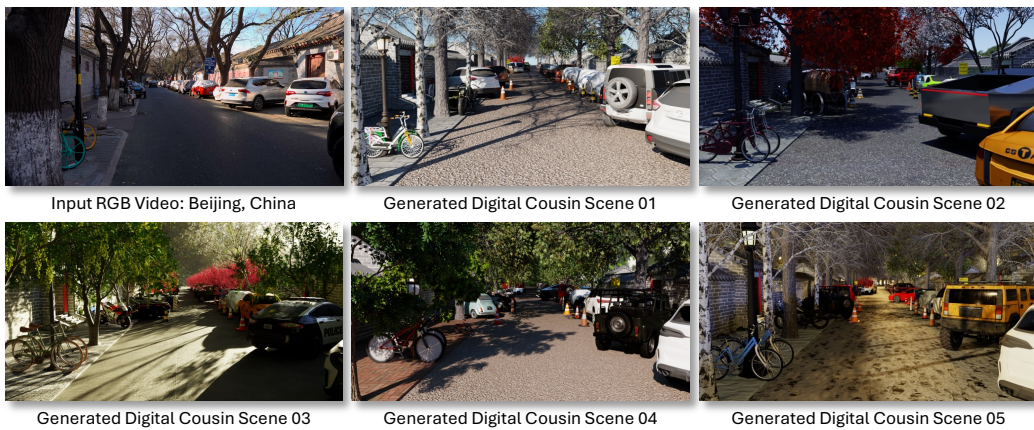 Input RGB Video: Beijing, China
Generated Digital Cousin Scene 01
Generated Digital Cousin Scene 02
POLICE
Generated Digital Cousin Scene 03
Generated Digital Cousin Scene 04
Generated Digital Cousin Scene 05